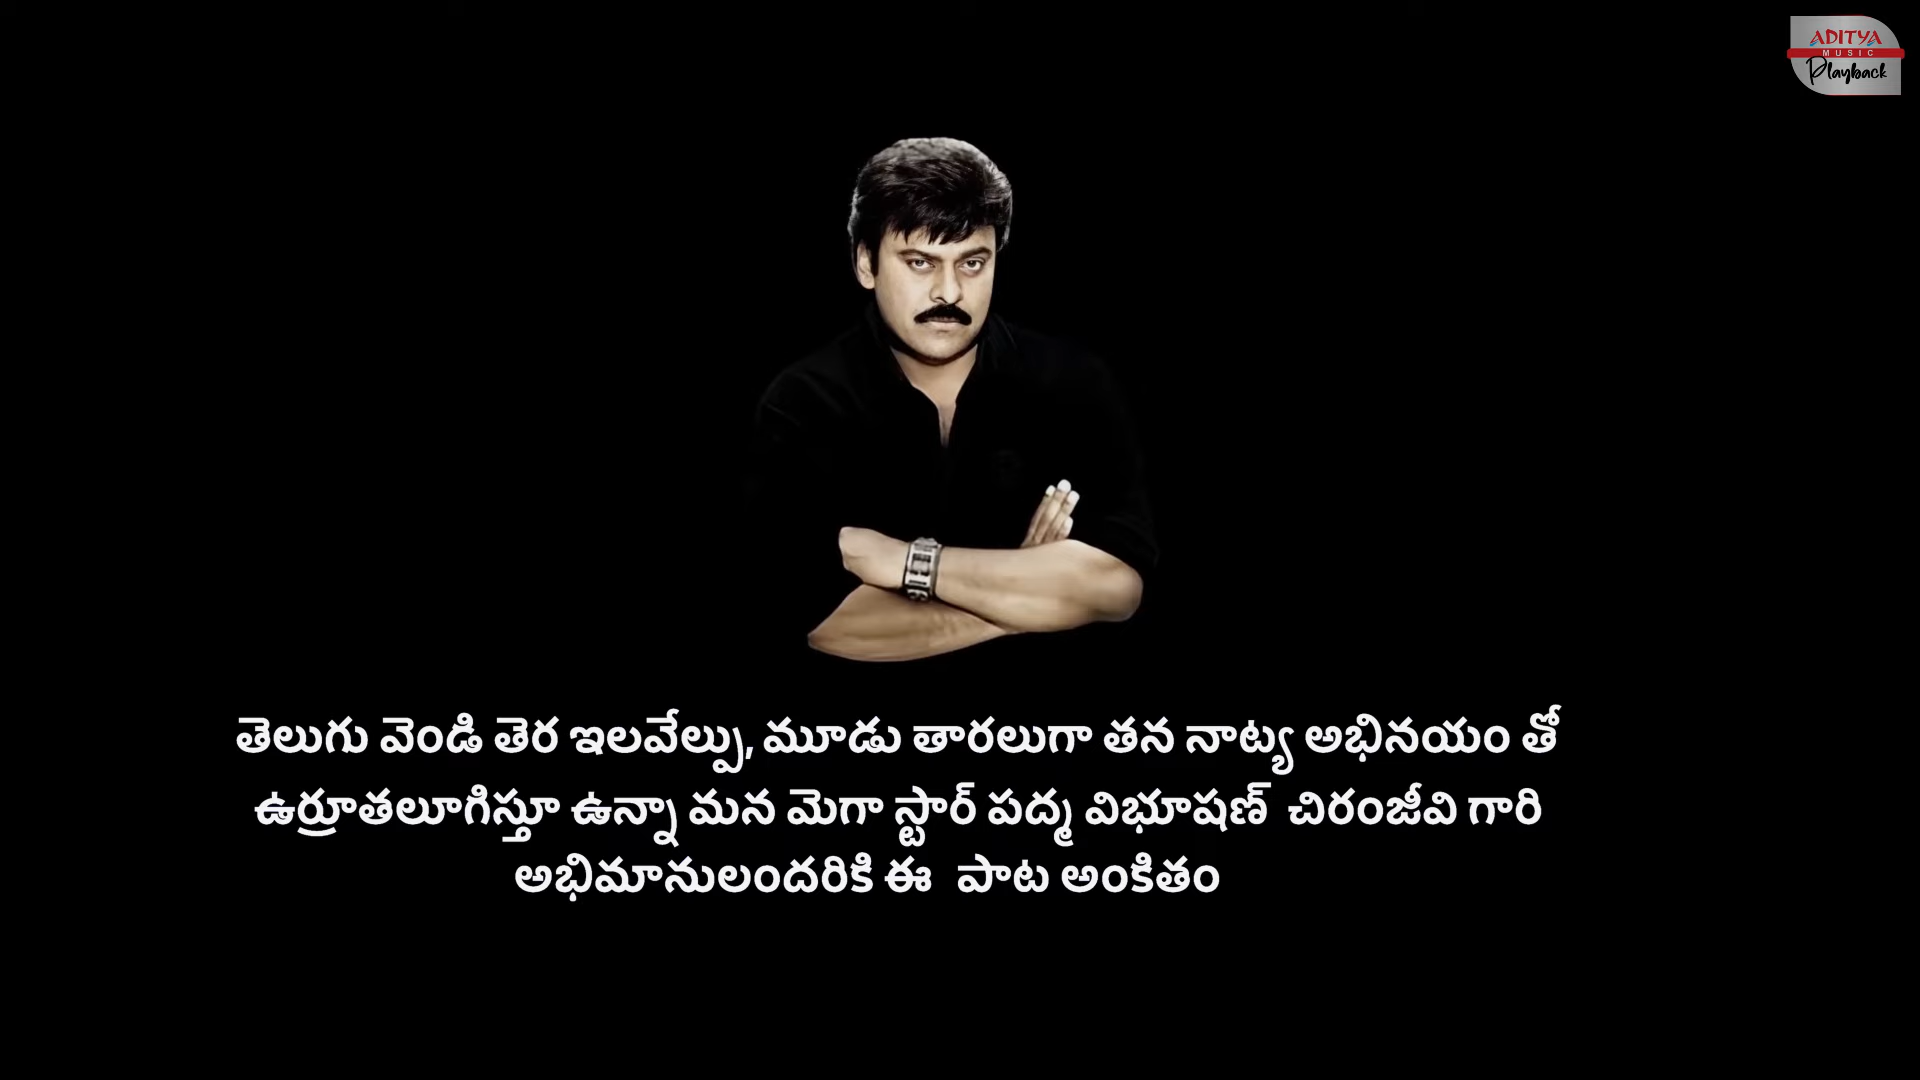 ADITYA
MUSIC
Playback
తెలుగు వెండి తెర ఇలవేల్పు, మూడు తారలుగా తన నాట్య అభినయం తో
ఉర్రూతలూగిస్తూ ఉన్నా మన మెగా స్టార్ పద్మ విభూషణ్ చిరంజీవి గారి
అభిమానులందరికి ఈ పాట అంకితం